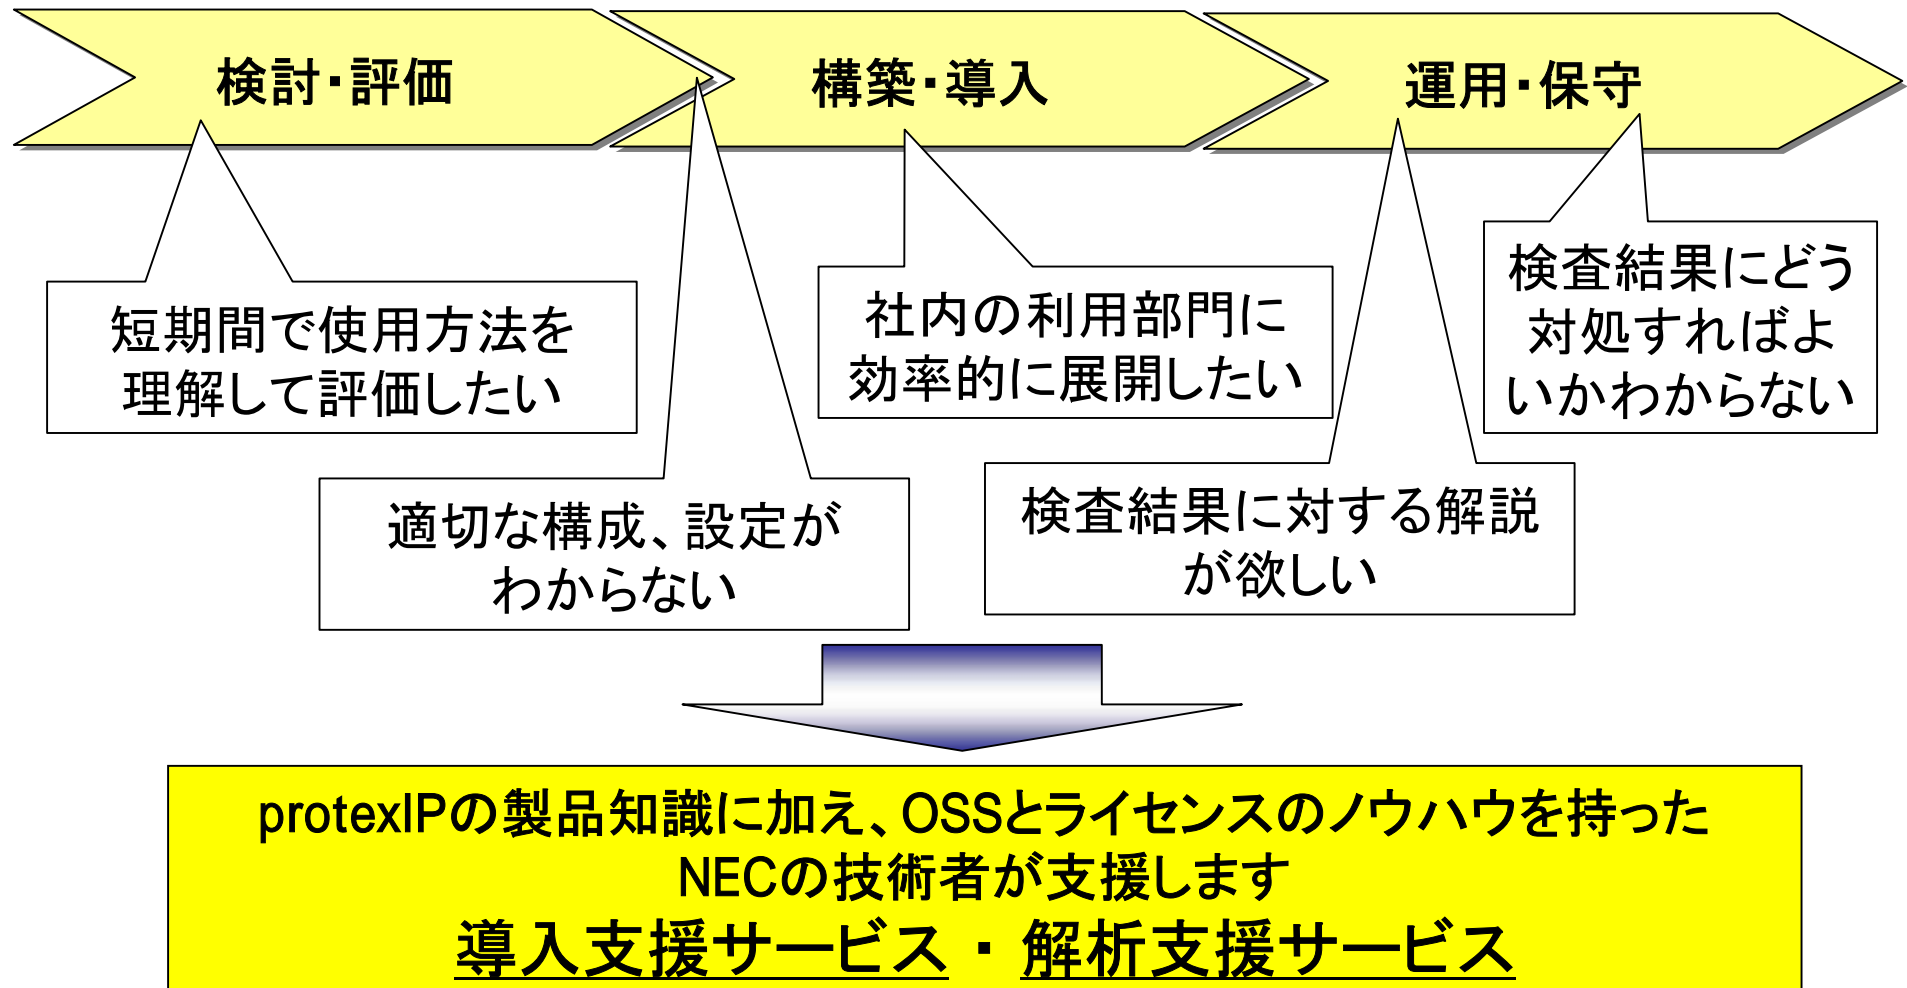 検討・評価
構築・導入
運用・保守
短期間で使用方法を
理解して評価したい
適切な構成、設定が
わからない
社内の利用部門に
効率的に展開したい
検査結果に対する解説
が欲しい
検査結果にどう
対処すればよ
いかわからない
protexIPの製品知識に加え、OSSとライセンスのノウハウを持った
NECの技術者が支援します
導入支援サービス ・ 解析支援サービス